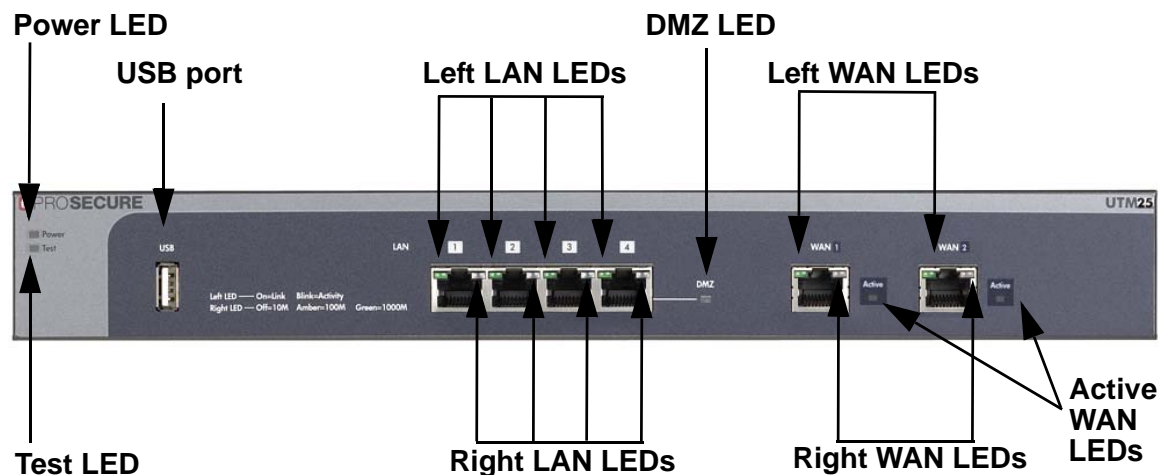 Power LED
DMZ LED
USB port
Left LAN LEDs
Left WAN LEDs
PROSECURE
UTM25
Power
Test
USB
LAN
1
2
3
4
WAN 1
WAN 2
DMZ
Active
Active
Left LED — On=Link Blink=Activity
Right LED — Off=10M Amber=100M Green=1000M
Active
WAN
LEDs
Test LED
Right LAN LEDs
Right WAN LEDs